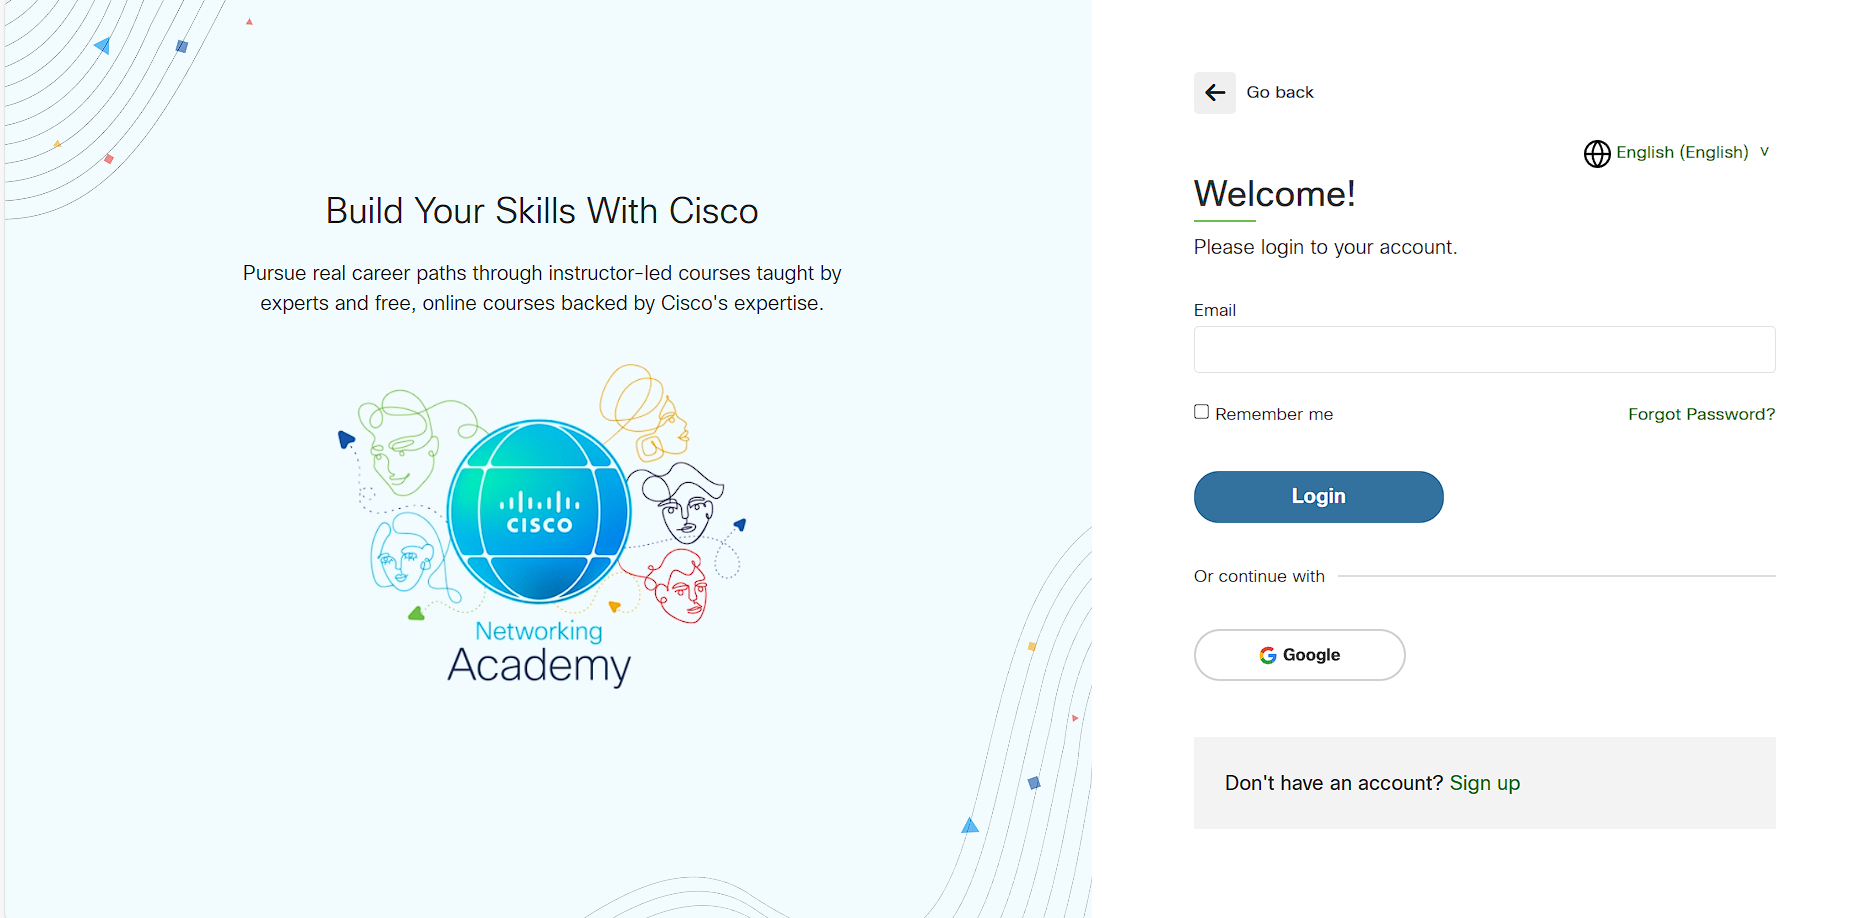 Build Your Skills With Cisco
Pursue real career paths through instructor-led courses taught by
experts and free, online courses backed by Cisco's expertise.
CISCO
Networking
Academy
Go back
English (English) v
Welcome!
Please login to your account.
Email
Remember me
Forgot Password?
Login
Or continue with
Google
Don't have an account? Sign up